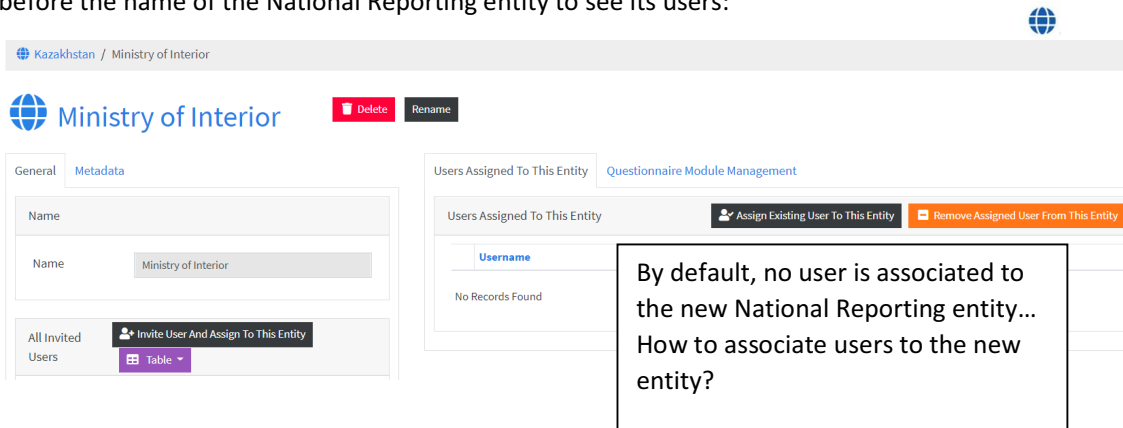 before the name of the National Reporting entity to see its users:
Kazakhstan / Ministry of Interior
Ministry of Interior
Delete
Rename
General
Metadata
Name
Name
Ministry of Interior
All Invited
Users
Invite User And Assign To This Entity
Table
Users Assigned To This Entity
Questionnaire Module Management
Users Assigned To This Entity
Assign Existing User To This Entity
Remove Assigned User From This Entity
Username
No Records Found
By default, no user is associated to
the new National Reporting entity…
How to associate users to the new
entity?